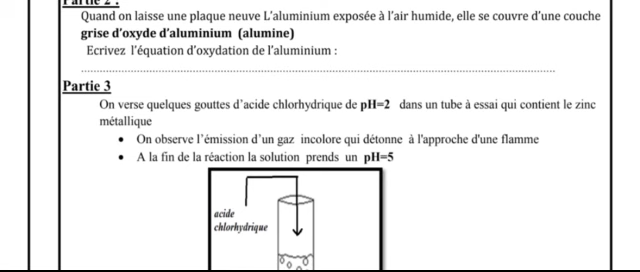 Partie 2 :
Quand on laisse une plaque neuve L'aluminium exposée à l'air humide, elle se couvre d'une couche
grise d'oxyde d'aluminium (alumine)
Ecrivez l'équation d'oxydation de l'aluminium :
Partie 3
On verse quelques gouttes d'acide chlorhydrique de pH=2 dans un tube à essai qui contient le zinc
métallique
• On observe l'émission d'un gaz incolore qui détonne à l'approche d'une flamme
• A la fin de la réaction la solution prends un pH=5
acide
chlorhydrique